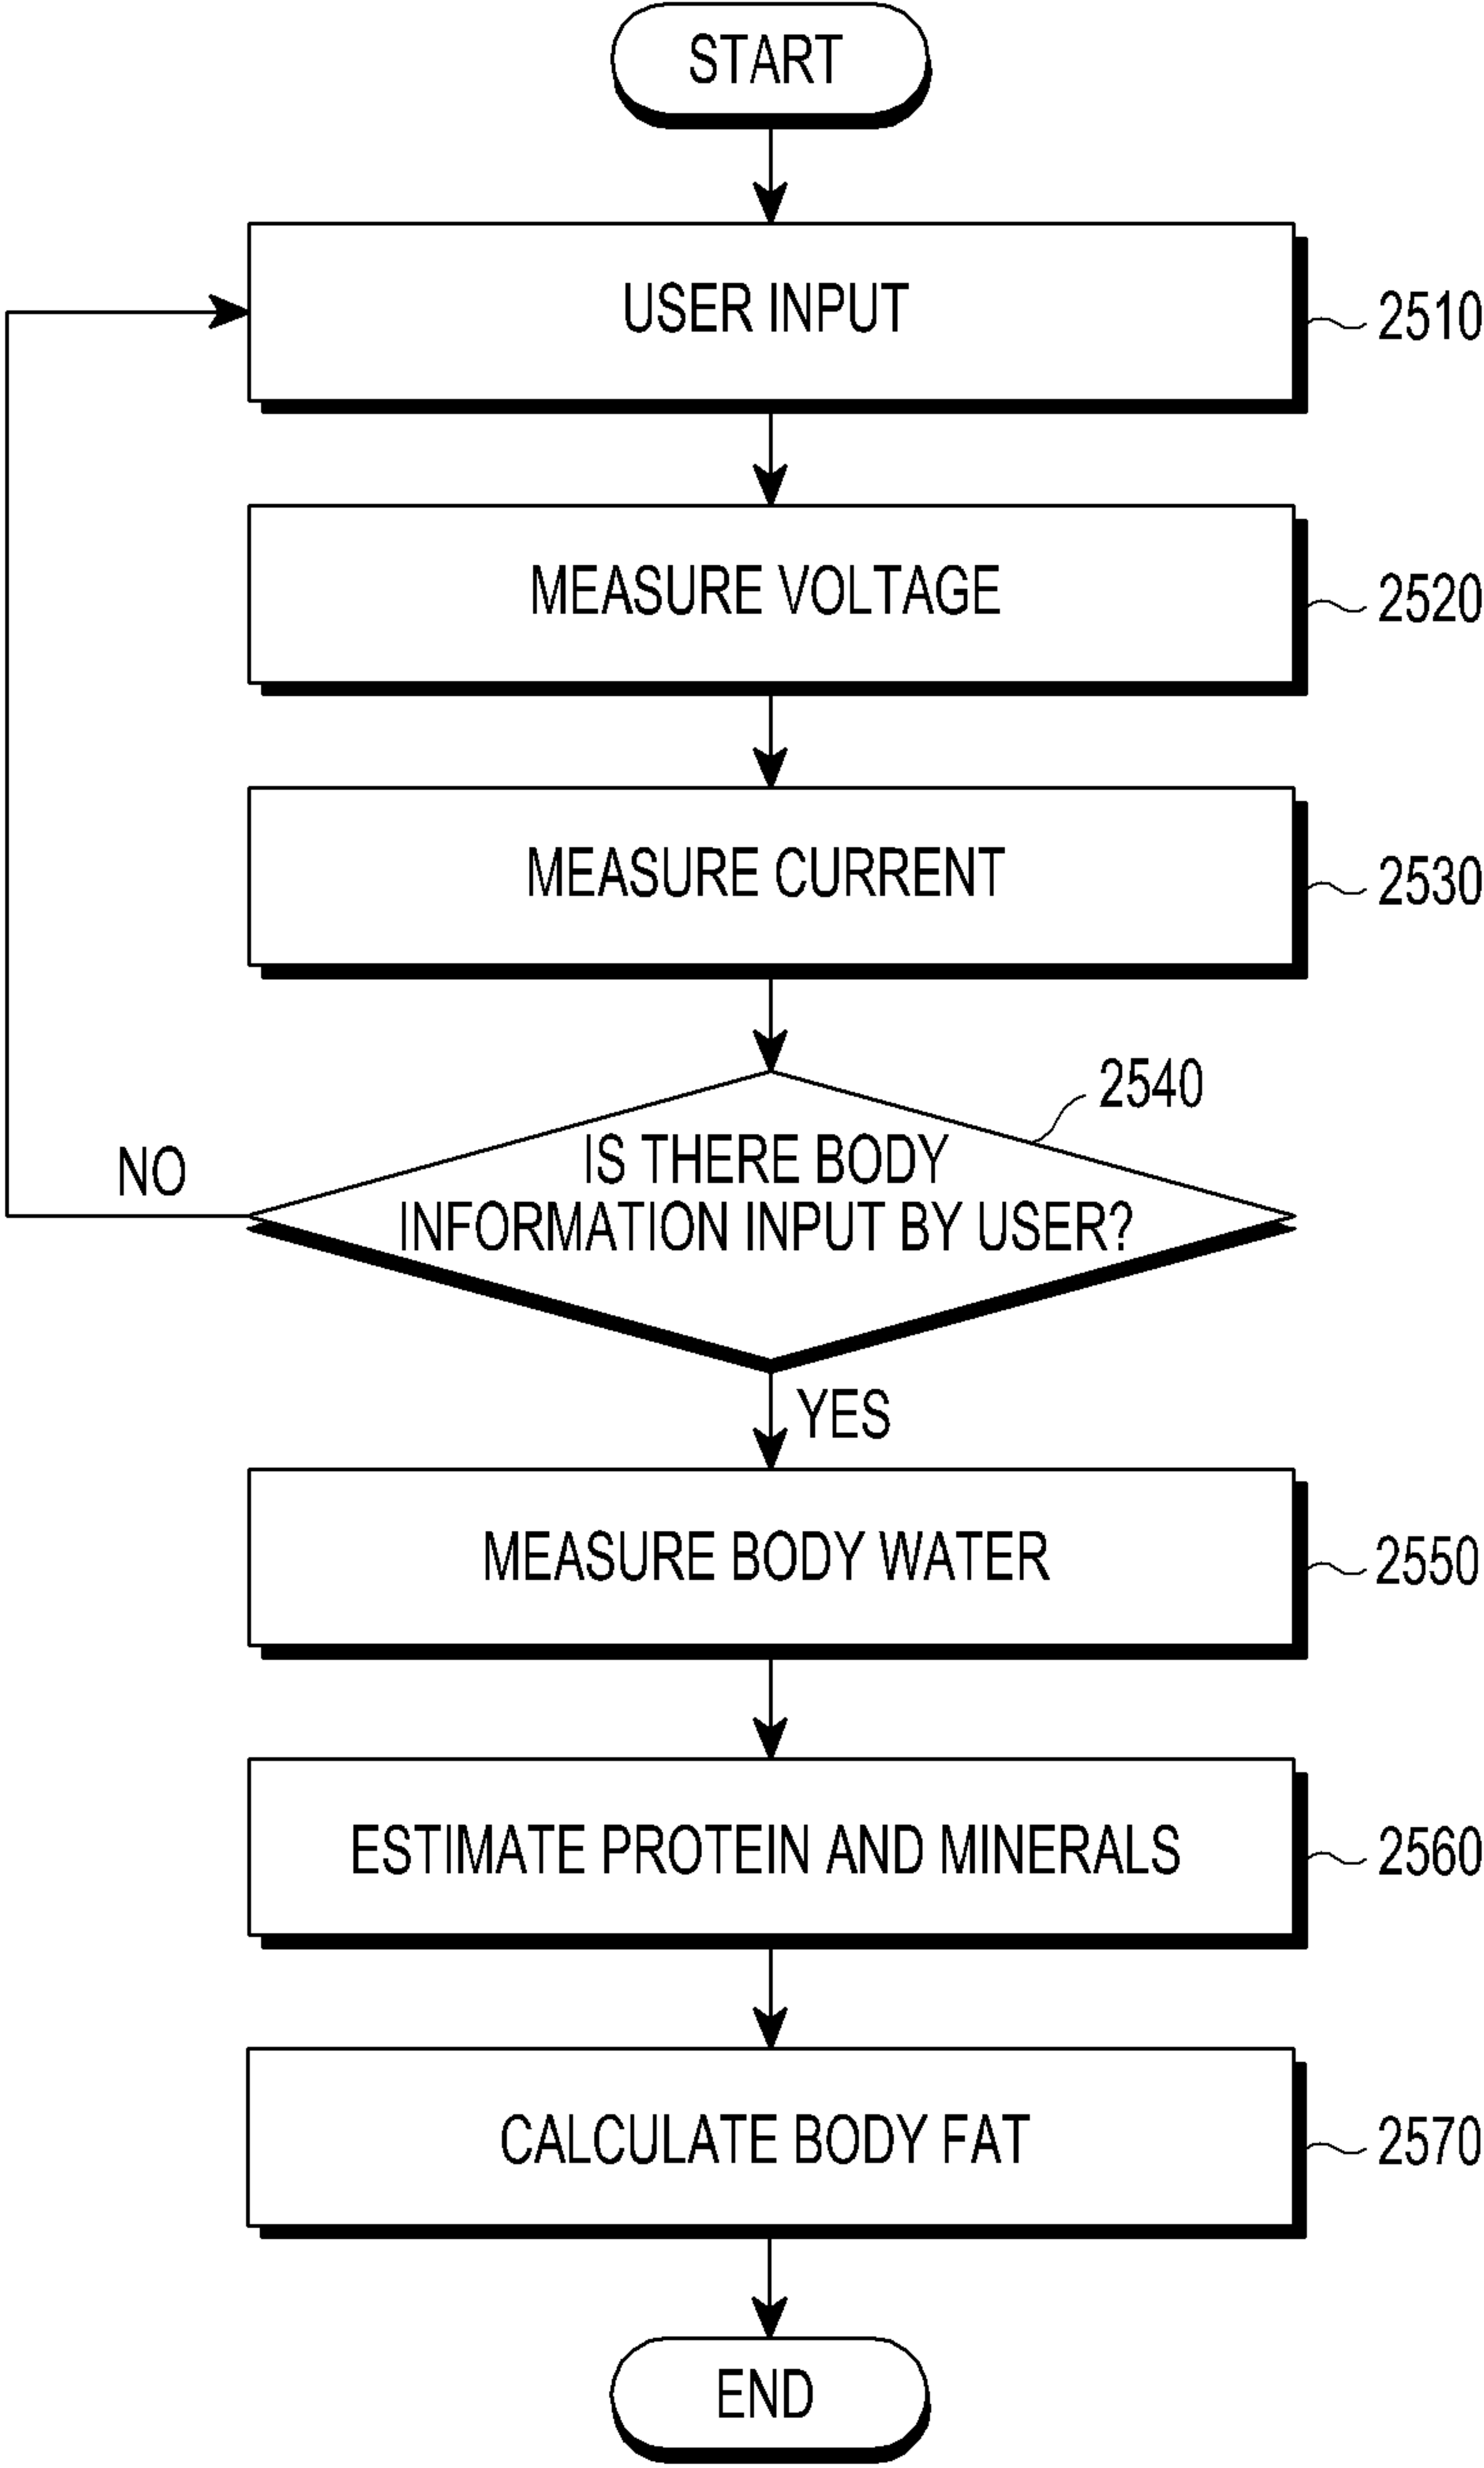 START
USER INPUT
2510
MEASURE VOLTAGE
2520
MEASURE CURRENT
2530
2540
IS THERE BODY
INFORMATION INPUT BY USER?
NO
YES
MEASURE BODY WATER
2550
ESTIMATE PROTEIN AND MINERALS
2560
CALCULATE BODY FAT
2570
END